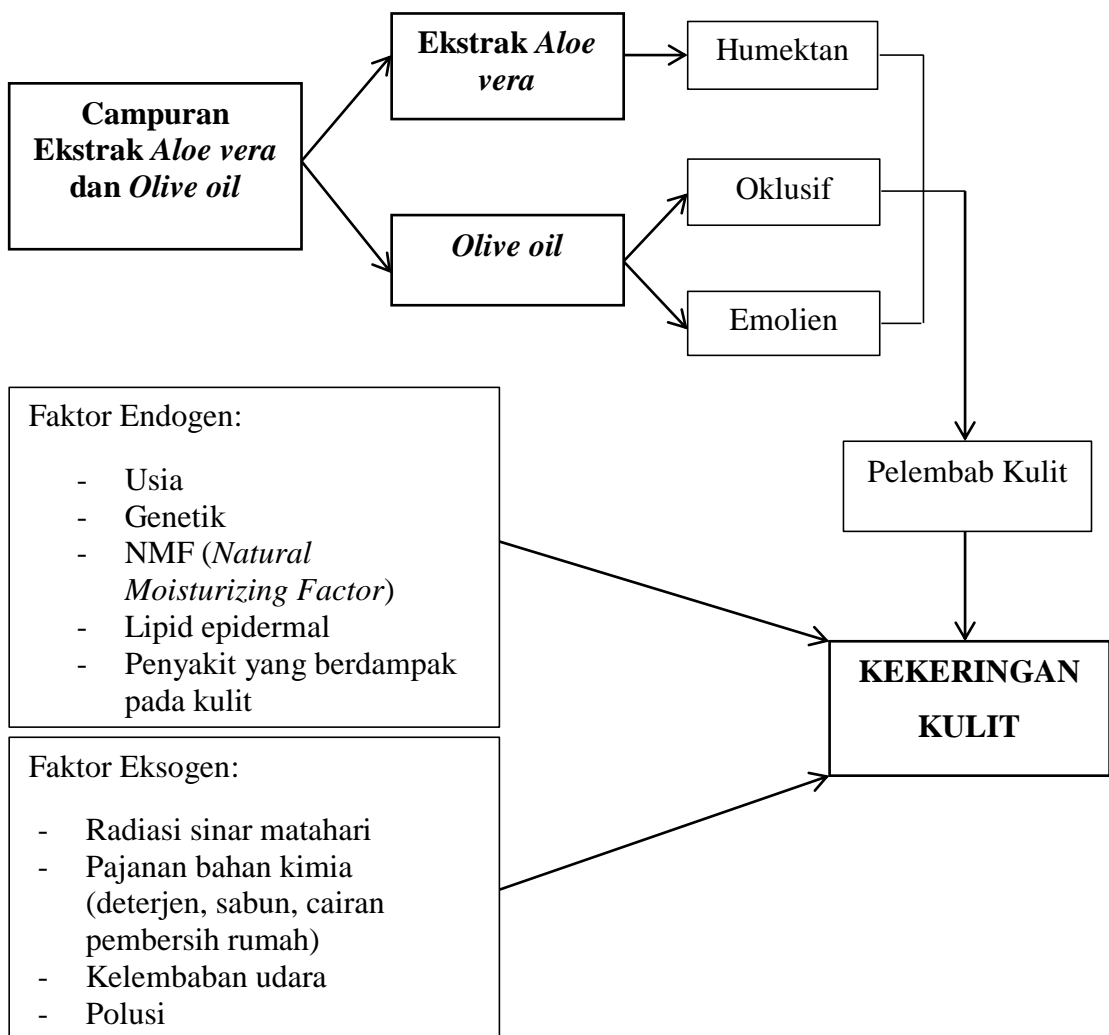 Campuran
Ekstrak Aloe vera
dan Olive oil
Ekstrak Aloe
vera
Humektan
Olive oil
Oklusif
Emolien
Pelembab Kulit
Faktor Endogen:
- Usia
- Genetik
- NMF (Natural
Moisturizing Factor)
- Lipid epidermal
- Penyakit yang berdampak
pada kulit
KEKERINGAN
KULIT
Faktor Eksogen:
- Radiasi sinar matahari
- Pajanan bahan kimia
(deterjen, sabun, cairan
pembersih rumah)
- Kelembaban udara
- Polusi